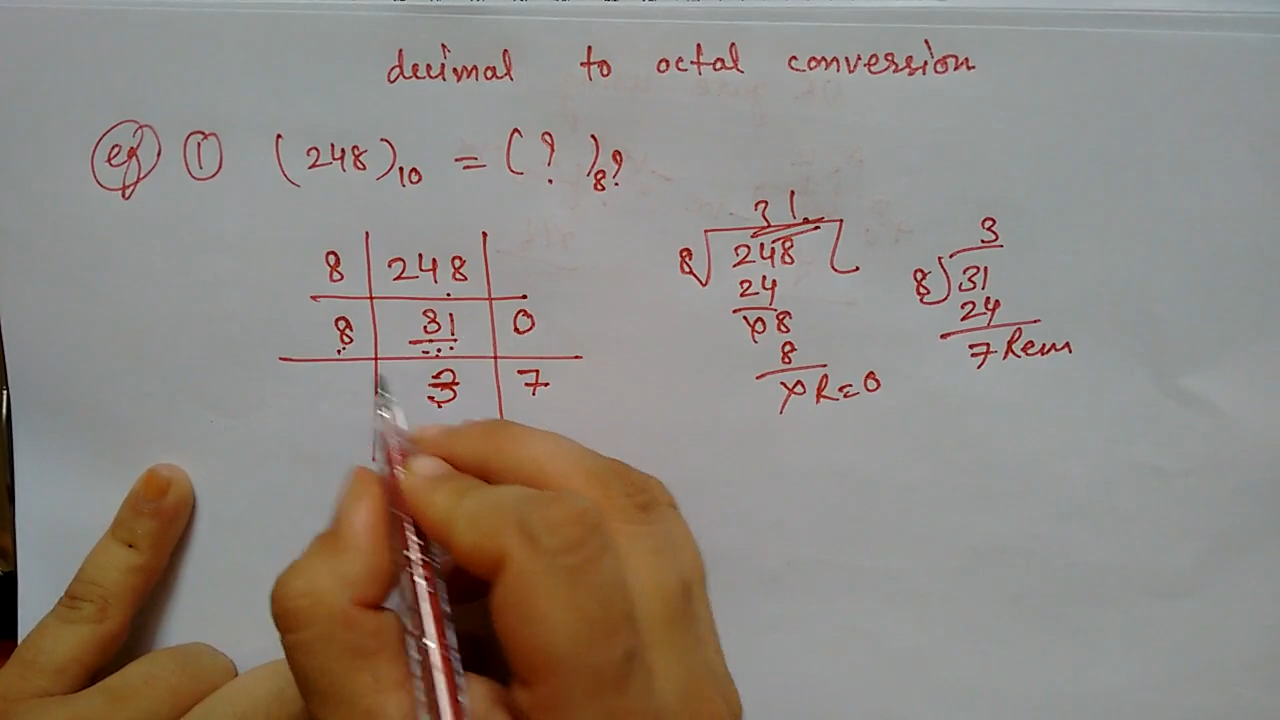 decimal to octal conversion
eg 1 (248)10 = (?)8?
8 248
8 31 0
3 7
31
8 248
24
08
8
0 R=0
3
8 31
24
7 Rem